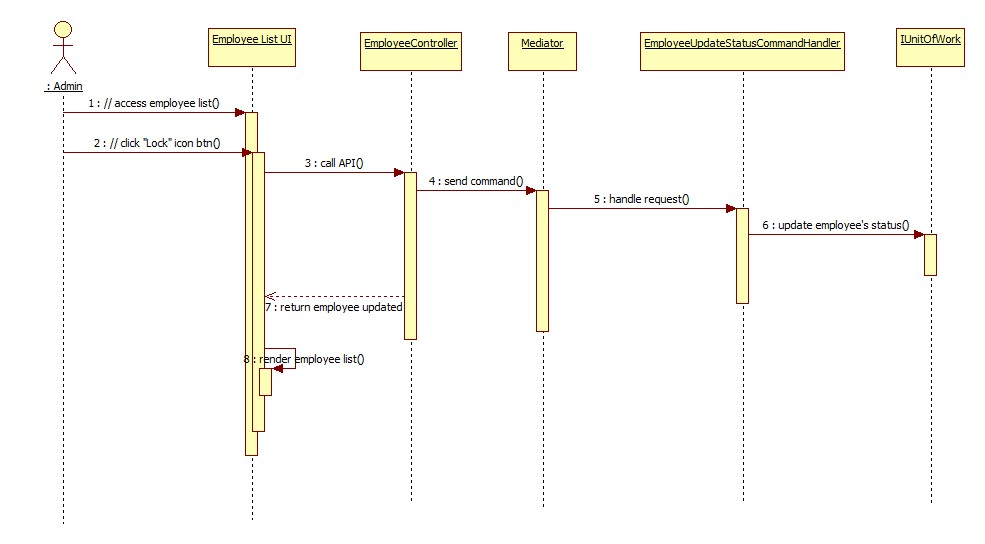 Employee List UI
EmployeeController
Mediator
EmployeeUpdateStatusCommandHandler
IUnitOfWork
: Admin
1 : // access employee list()
2 : // click "Lock" icon btn()
3 : call API()
4 : send command()
5 : handle request()
6 : update employee's status()
7 : return employee updated
8 : render employee list()